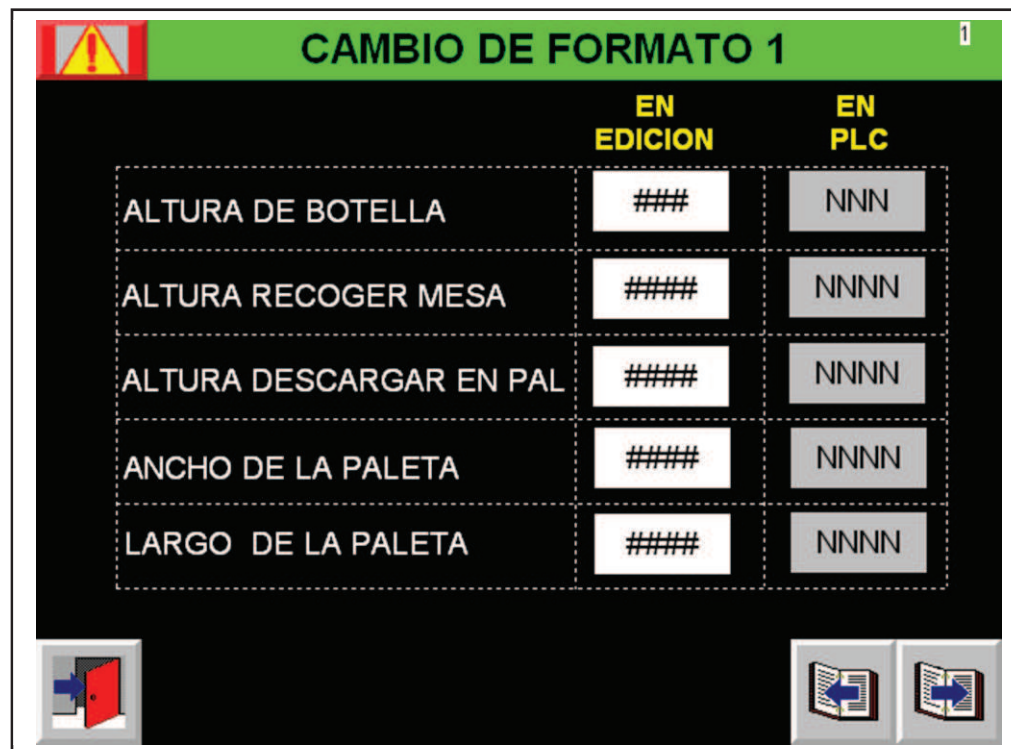 CAMBIO DE FORMATO 1
1
EN EDICION
EN PLC
ALTURA DE BOTELLA ### NNN
ALTURA RECOGER MESA #### NNNN
ALTURA DESCARGAR EN PAL #### NNNN
ANCHO DE LA PALETA #### NNNN
LARGO DE LA PALETA #### NNNN